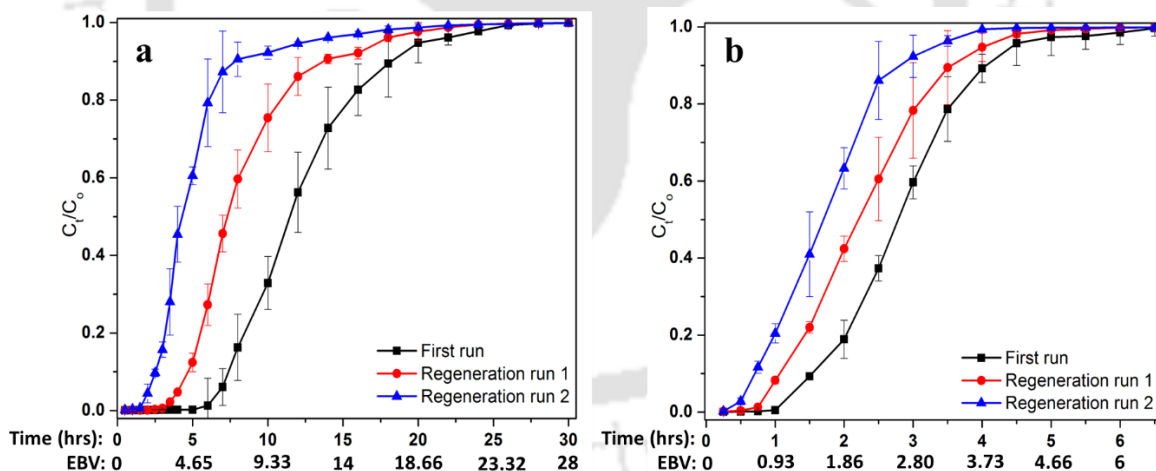 a
1.0
0.8
0.6
0.4
0.2
0.0
Ct/Co
First run
Regeneration run 1
Regeneration run 2
Time (hrs): 0 5 10 15 20 25 30
EBV: 0 4.65 9.33 14 18.66 23.32 28
b
1.0
0.8
0.6
0.4
0.2
0.0
Ct/Co
First run
Regeneration run 1
Regeneration run 2
Time: 0 1 2 3 4 5 6
EBV: 0 0.93 1.86 2.80 3.73 4.66 6